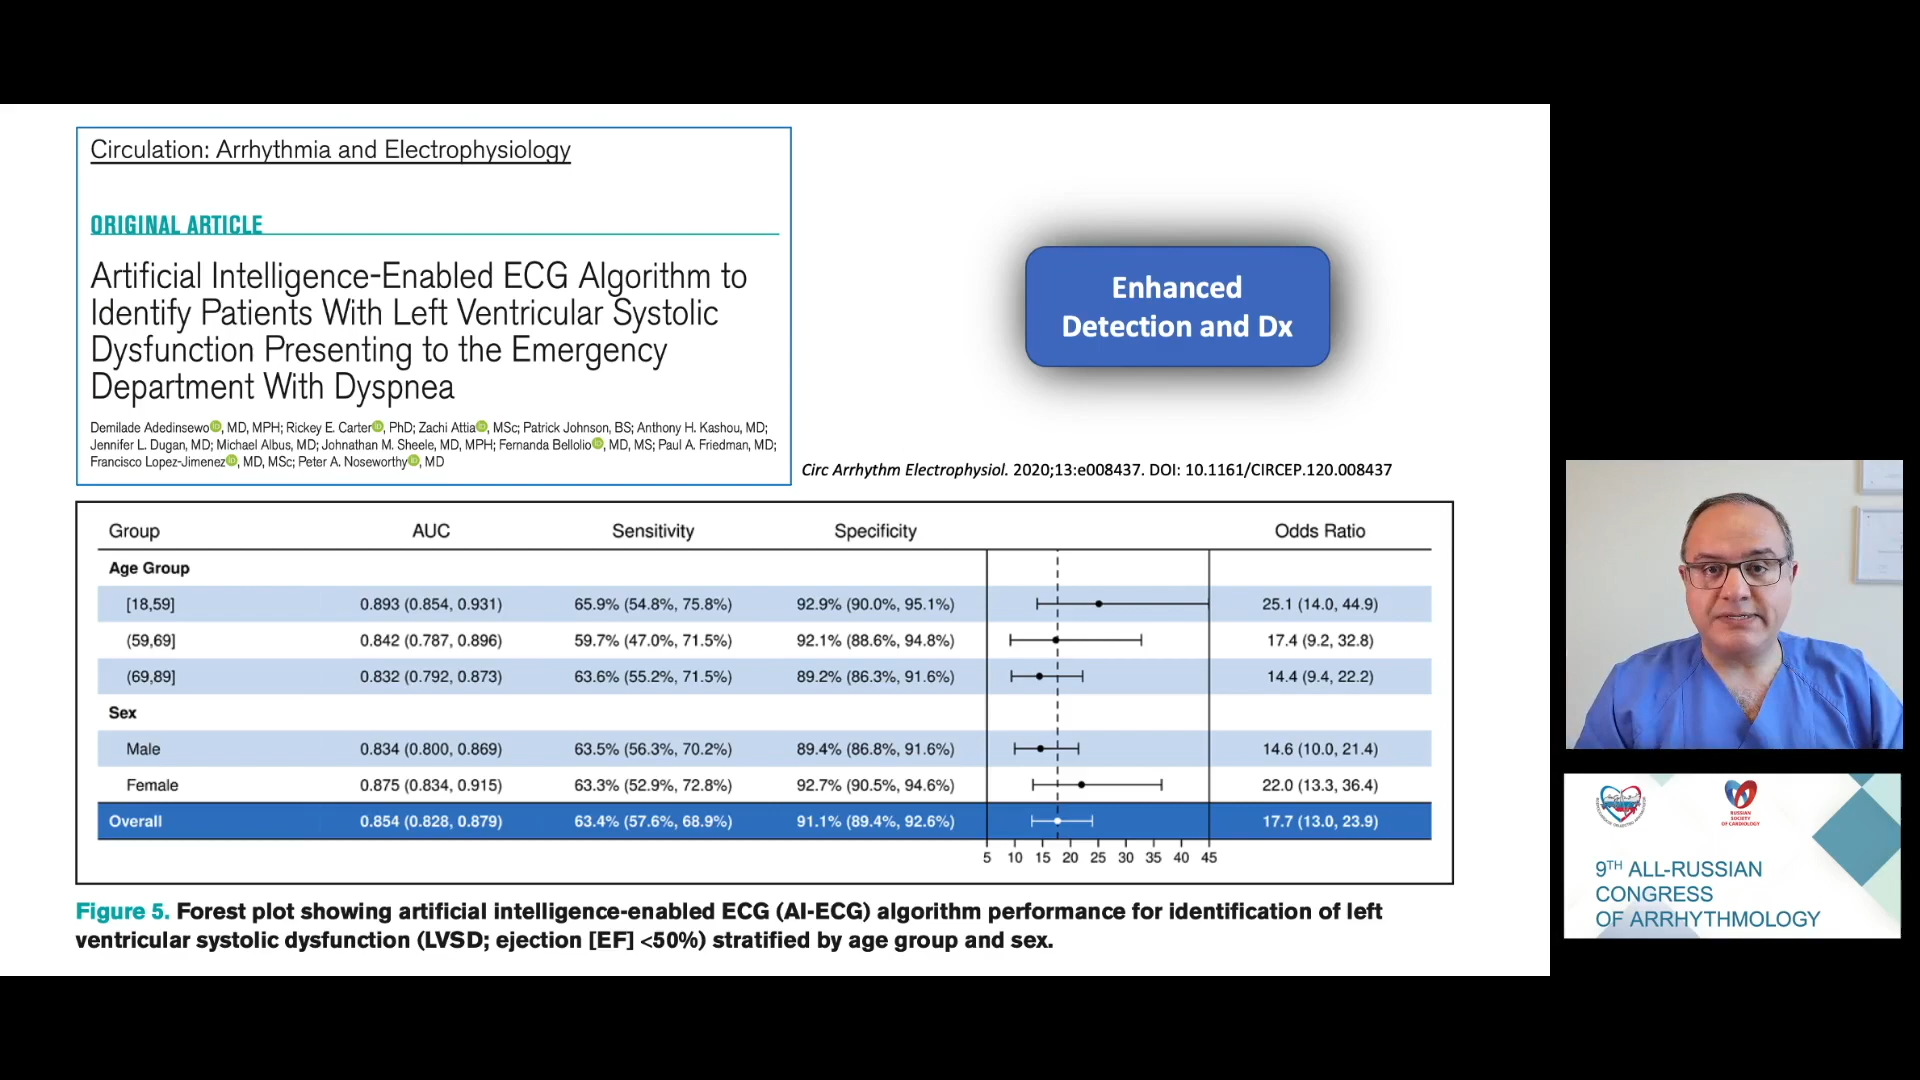 Circulation: Arrhythmia and Electrophysiology
ORIGINAL ARTICLE
Artificial Intelligence-Enabled ECG Algorithm to
Identify Patients With Left Ventricular Systolic
Dysfunction Presenting to the Emergency
Department With Dyspnea
Demilade Adedinsewo, MD, MPH; Rickey E. Carter, PhD; Zachi Attia, MSc; Patrick Johnson, BS; Anthony H. Kashou, MD;
Jennifer L. Dugan, MD; Michael Albus, MD; Johnathan M. Sheele, MD, MPH; Fernanda Bellolio, MD, MS; Paul A. Friedman, MD;
Francisco Lopez-Jimenez, MD, MSc; Peter A. Noseworthy, MD
Enhanced
Detection and Dx
Circ Arrhythm Electrophysiol. 2020;13:e008437. DOI: 10.1161/CIRCEP.120.008437
Group AUC Sensitivity Specificity Odds Ratio
Age Group
[18,59] 0.893 (0.854, 0.931) 65.9% (54.8%, 75.8%) 92.9% (90.0%, 95.1%) 25.1 (14.0, 44.9)
(59,69] 0.842 (0.787, 0.896) 59.7% (47.0%, 71.5%) 92.1% (88.6%, 94.8%) 17.4 (9.2, 32.8)
(69,89] 0.832 (0.792, 0.873) 63.6% (55.2%, 71.5%) 89.2% (86.3%, 91.6%) 14.4 (9.4, 22.2)
Sex
Male 0.834 (0.800, 0.869) 63.5% (56.3%, 70.2%) 89.4% (86.8%, 91.6%) 14.6 (10.0, 21.4)
Female 0.875 (0.834, 0.915) 63.3% (52.9%, 72.8%) 92.7% (90.5%, 94.6%) 22.0 (13.3, 36.4)
Overall 0.854 (0.828, 0.879) 63.4% (57.6%, 68.9%) 91.1% (89.4%, 92.6%) 17.7 (13.0, 23.9)
5 10 15 20 25 30 35 40 45
Figure 5. Forest plot showing artificial intelligence-enabled ECG (AI-ECG) algorithm performance for identification of left
ventricular systolic dysfunction (LVSD; ejection [EF] <50%) stratified by age group and sex.
RUSSIAN
SOCIETY
OF CARDIOLOGY
9TH ALL-RUSSIAN
CONGRESS
OF ARRHYTHMOLOGY